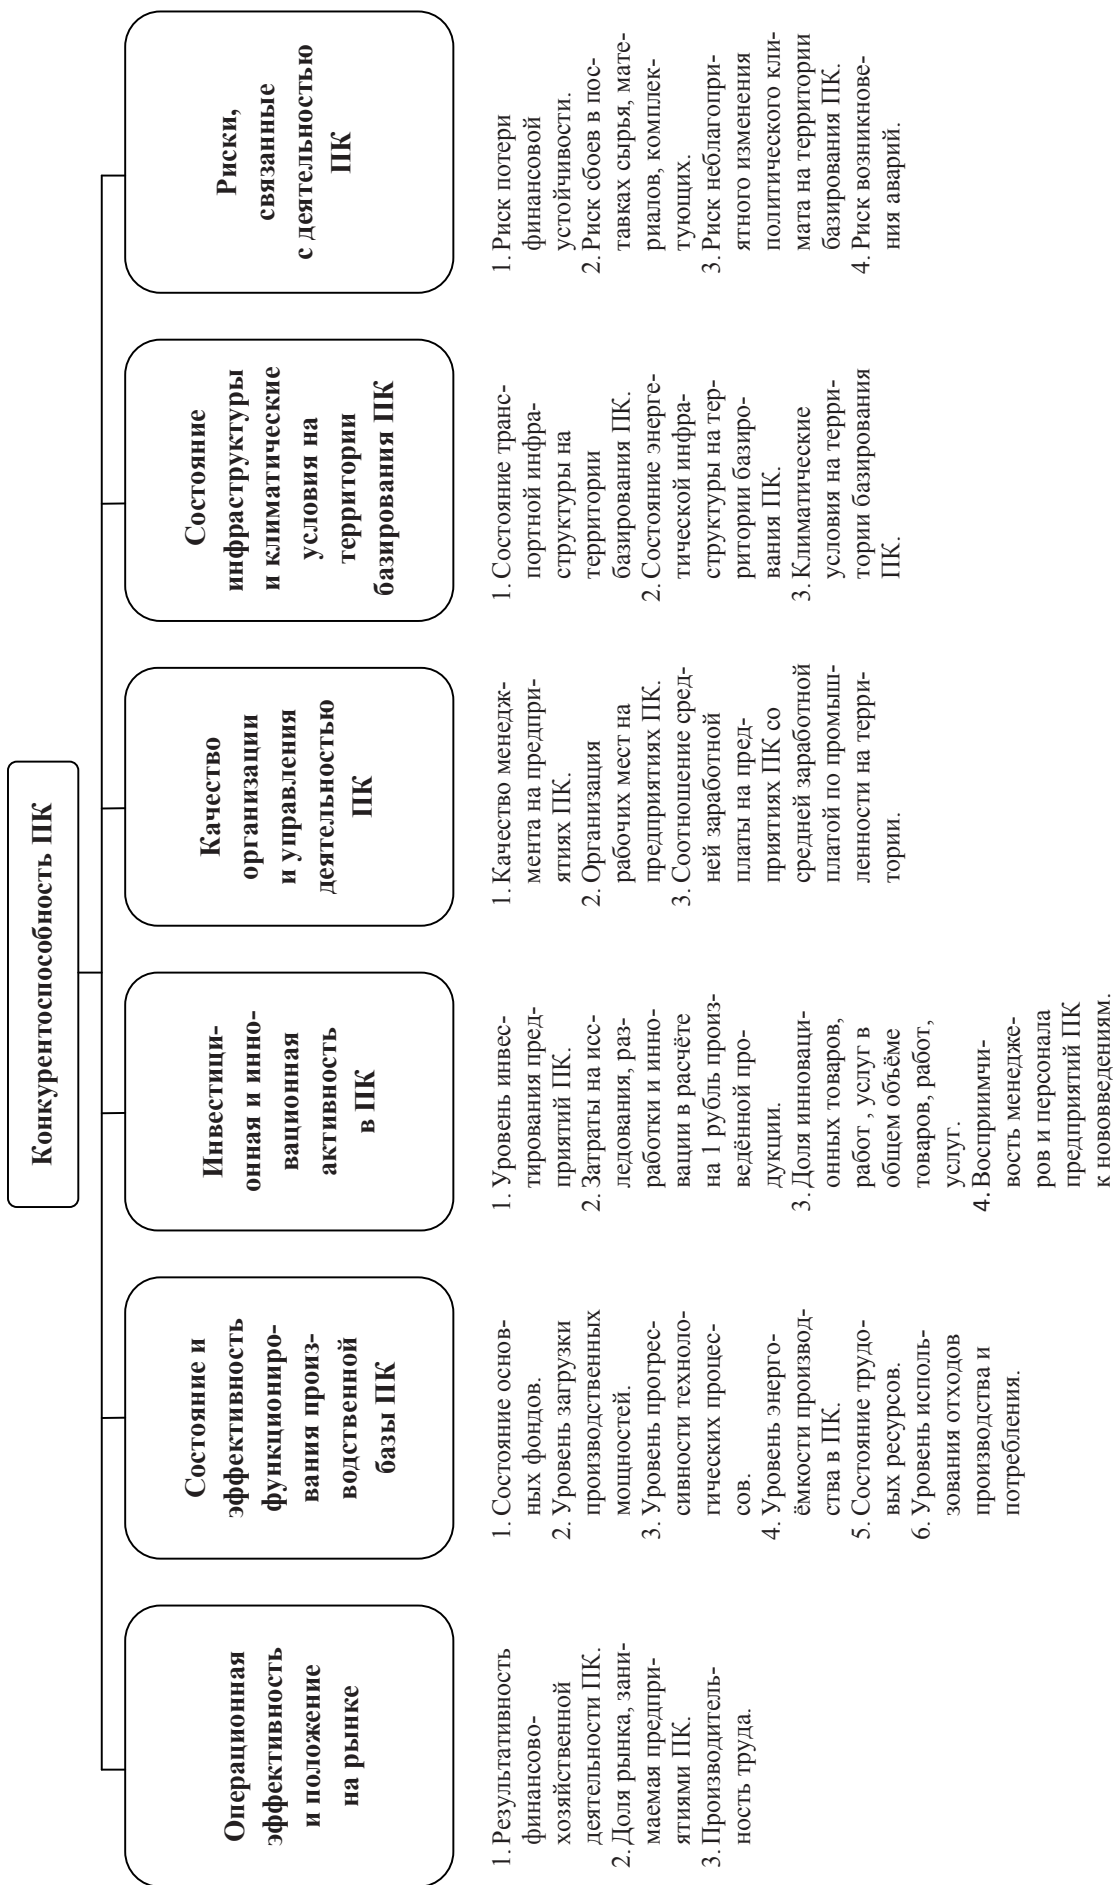 Конкурентоспособность ПК
Операционная
эффективность
и положение
на рынке
1. Результативность
финансово-
хозяйственной
деятельности ПК.
2. Доля рынка, зани-
маемая предпри-
ятиями ПК.
3. Производитель-
ность труда.
Состояние и
эффективность
функциониро-
вания произ-
водственной
базы ПК
1. Состояние основ-
ных фондов.
2. Уровень загрузки
производственных
мощностей.
3. Уровень прогрес-
сивности техноло-
гических процес-
сов.
4. Уровень энерго-
ёмкости производ-
ства в ПК.
5. Состояние трудо-
вых ресурсов.
6. Уровень исполь-
зования отходов
производства и
потребления.
Инвестици-
онная и инно-
вационная
активность
в ПК
1. Уровень инвес-
тирования пред-
приятий ПК.
2. Затраты на исс-
ледования, раз-
работки и инно-
вации в расчёте
на 1 рубль произ-
ведённой про-
дукции.
3. Доля инноваци-
онных товаров,
работ , услуг в
общем объёме
товаров, работ,
услуг.
4. Восприимчи-
вость менедже-
ров и персонала
предприятий ПК
к нововведениям.
Качество
организации
и управления
деятельностью
ПК
1. Качество менедж-
мента на предпри-
ятиях ПК.
2. Организация
рабочих мест на
предприятиях ПК.
3. Соотношение сред-
ней заработной
платы на пред-
приятиях ПК со
средней заработной
платой по промыш-
ленности на терри-
тории.
Состояние
инфраструктуры
и климатические
условия на
территории
базирования ПК
1. Состояние транс-
портной инфра-
структуры на
территории
базирования ПК.
2. Состояние энерге-
тической инфра-
структуры на тер-
ритории базиро-
вания ПК.
3. Климатические
условия на терри-
тории базирования
ПК.
Риски,
связанные
с деятельностью
ПК
1. Риск потери
финансовой
устойчивости.
2. Риск сбоев в пос-
тавках сырья, мате-
риалов, комплек-
тующих.
3. Риск неблагопри-
ятного изменения
политического кли-
мата на территории
базирования ПК.
4. Риск возникнове-
ния аварий.